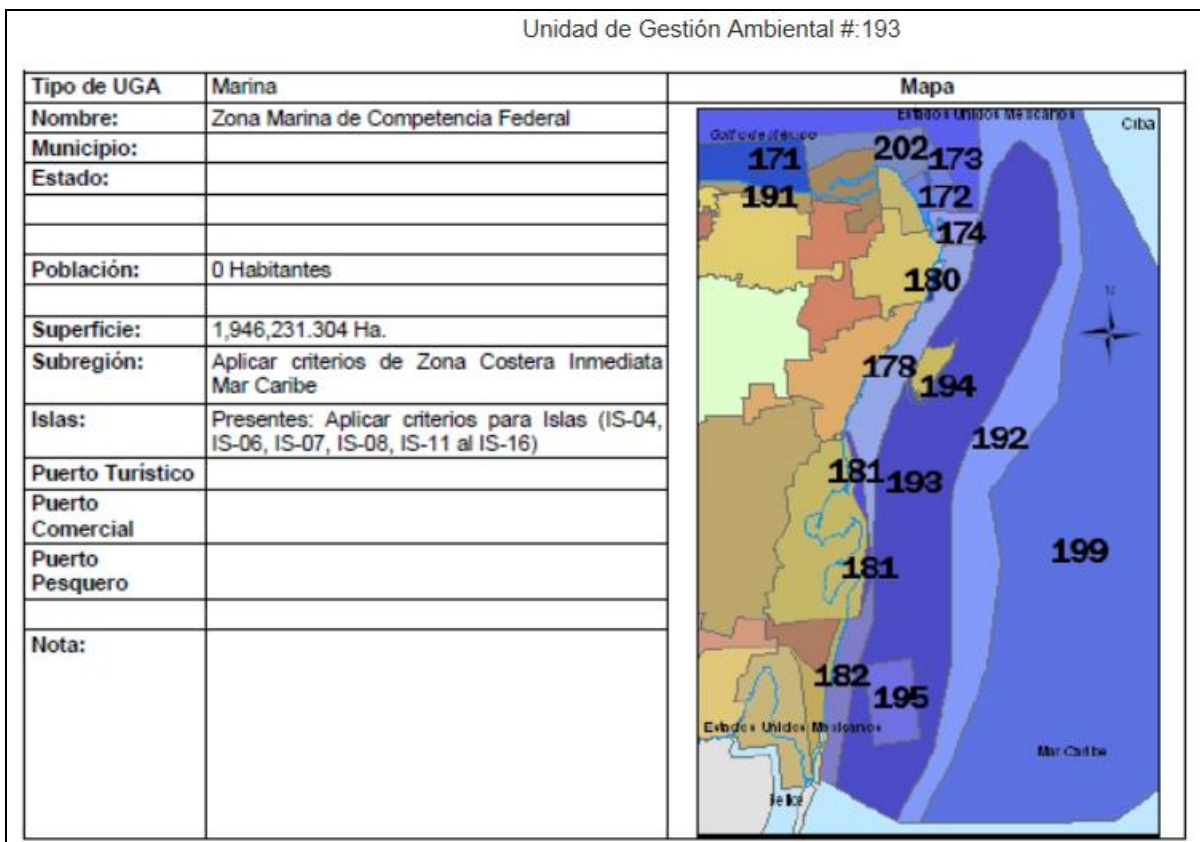 Unidad de Gestión Ambiental #:193
Tipo de UGA Marina Mapa
Nombre: Zona Marina de Competencia Federal
Municipio:
Estado:
Población: 0 Habitantes
Superficie: 1,946,231.304 Ha.
Subregión: Aplicar criterios de Zona Costera Inmediata
Mar Caribe
Islas: Presentes: Aplicar criterios para Islas (IS-04,
IS-06, IS-07, IS-08, IS-11 al IS-16)
Puerto Turístico
Puerto
Comercial
Puerto
Pesquero
Nota:
Estados Unidos Mexicanos
Golfo de México
171
202
173
191
172
174
180
N
178
194
192
181
193
199
181
182
195
Estados Unidos Mexicanos
Mar Caribe
Belice